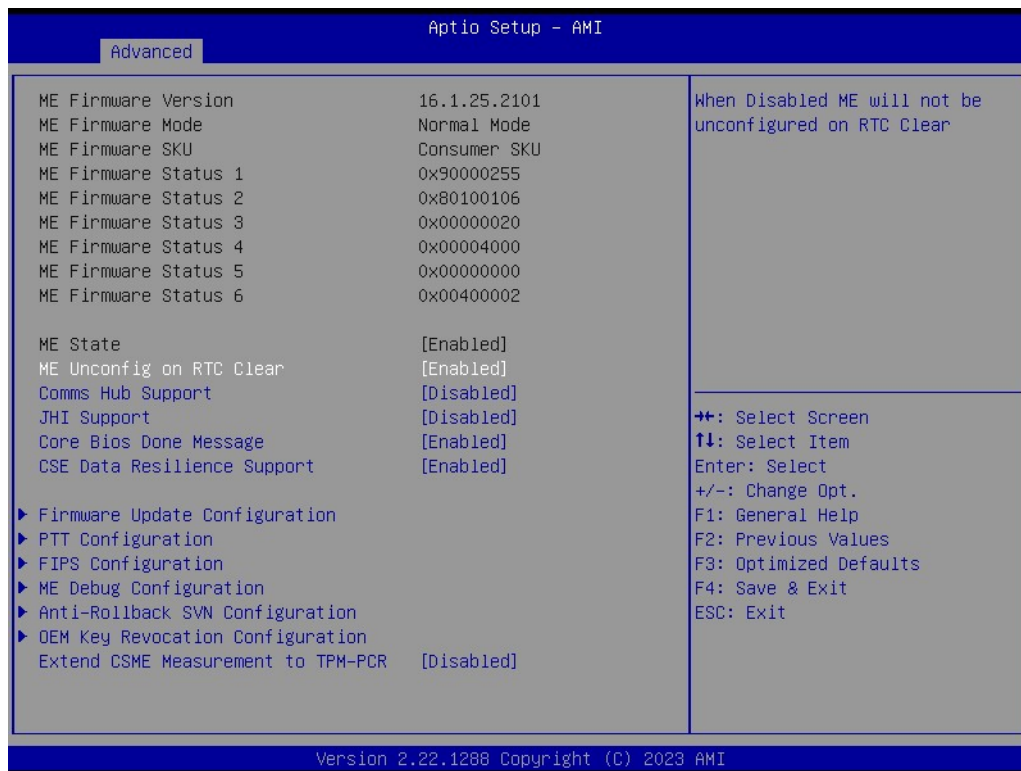 Aptio Setup – AMI
Advanced
ME Firmware Version 16.1.25.2101
ME Firmware Mode Normal Mode
ME Firmware SKU Consumer SKU
ME Firmware Status 1 0x90000255
ME Firmware Status 2 0x80100106
ME Firmware Status 3 0x00000020
ME Firmware Status 4 0x00004000
ME Firmware Status 5 0x00000000
ME Firmware Status 6 0x00400002
ME State [Enabled]
ME Unconfig on RTC Clear [Enabled]
Comms Hub Support [Disabled]
JHI Support [Disabled]
Core Bios Done Message [Enabled]
CSE Data Resilience Support [Enabled]
▶ Firmware Update Configuration
▶ PTT Configuration
▶ FIPS Configuration
▶ ME Debug Configuration
▶ Anti-Rollback SVN Configuration
▶ OEM Key Revocation Configuration
Extend CSME Measurement to TPM-PCR [Disabled]
When Disabled ME will not be
unconfigured on RTC Clear
→←: Select Screen
↑↓: Select Item
Enter: Select
+/-: Change Opt.
F1: General Help
F2: Previous Values
F3: Optimized Defaults
F4: Save & Exit
ESC: Exit
Version 2.22.1288 Copyright (C) 2023 AMI